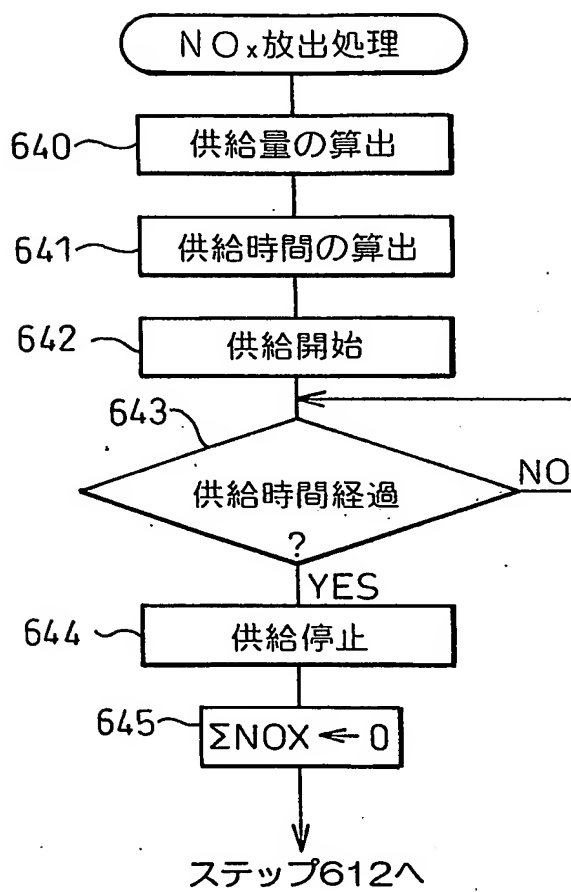 NOx放出処理
640
供給量の算出
641
供給時間の算出
642
供給開始
643
供給時間経過
?
NO
YES
644
供給停止
645
ΣNOX ← 0
ステップ612へ